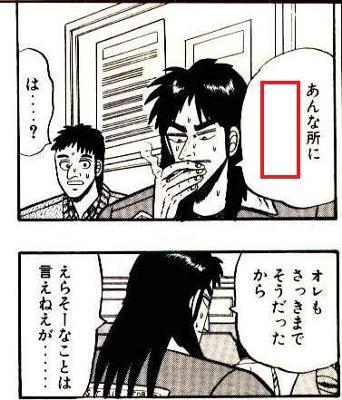 あんな所に
は‥‥？
オレも
さっきまで
そうだった
から
えらそーなことは
言えねえが‥‥‥